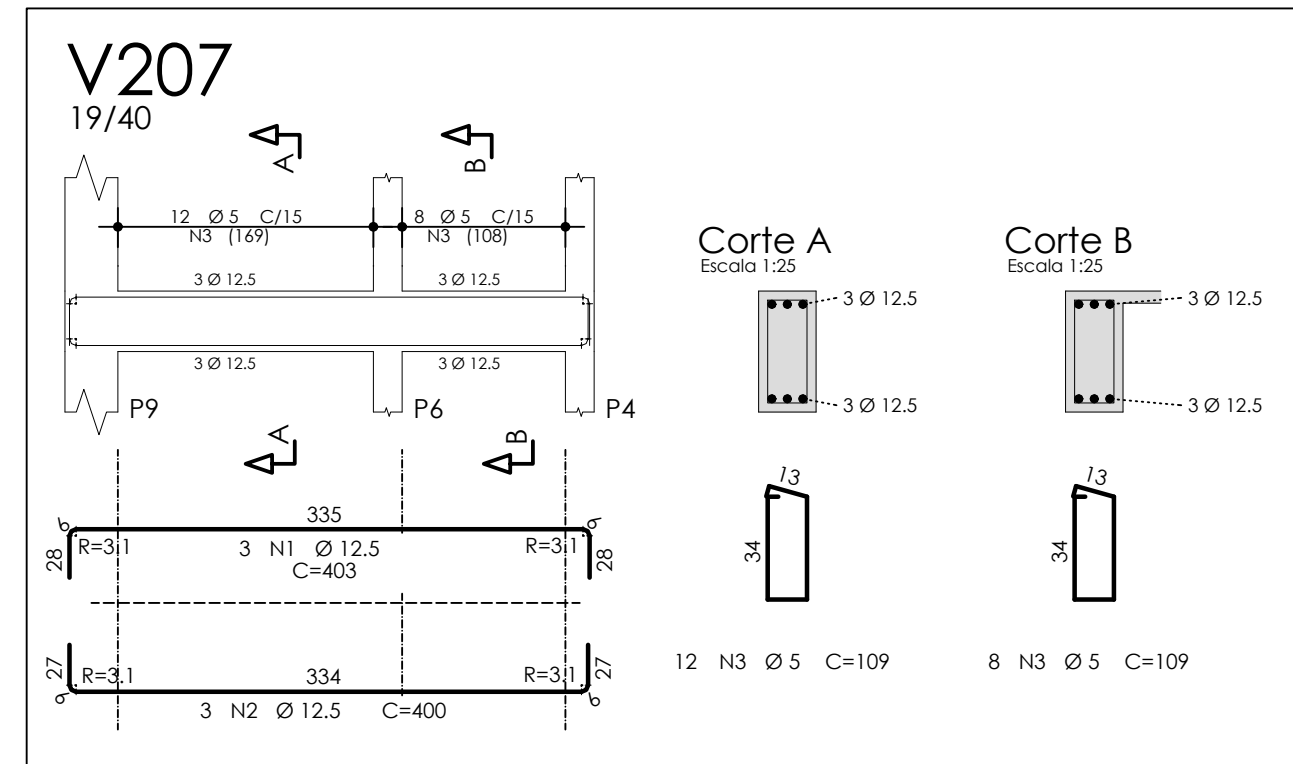 V207
19/40
A
B
12 Ø 5 C/15
N3 (169)
8 Ø 5 C/15
N3 (108)
3 Ø 12.5
3 Ø 12.5
3 Ø 12.5
3 Ø 12.5
P9
P6
P4
A
B
335
6
6
R=3.1
R=3.1
28
28
3 N1 Ø 12.5
C=403
27
27
R=3.1
R=3.1
334
6
6
3 N2 Ø 12.5 C=400
Corte A
Escala 1:25
3 Ø 12.5
3 Ø 12.5
13
34
12 N3 Ø 5 C=109
Corte B
Escala 1:25
3 Ø 12.5
3 Ø 12.5
13
34
8 N3 Ø 5 C=109